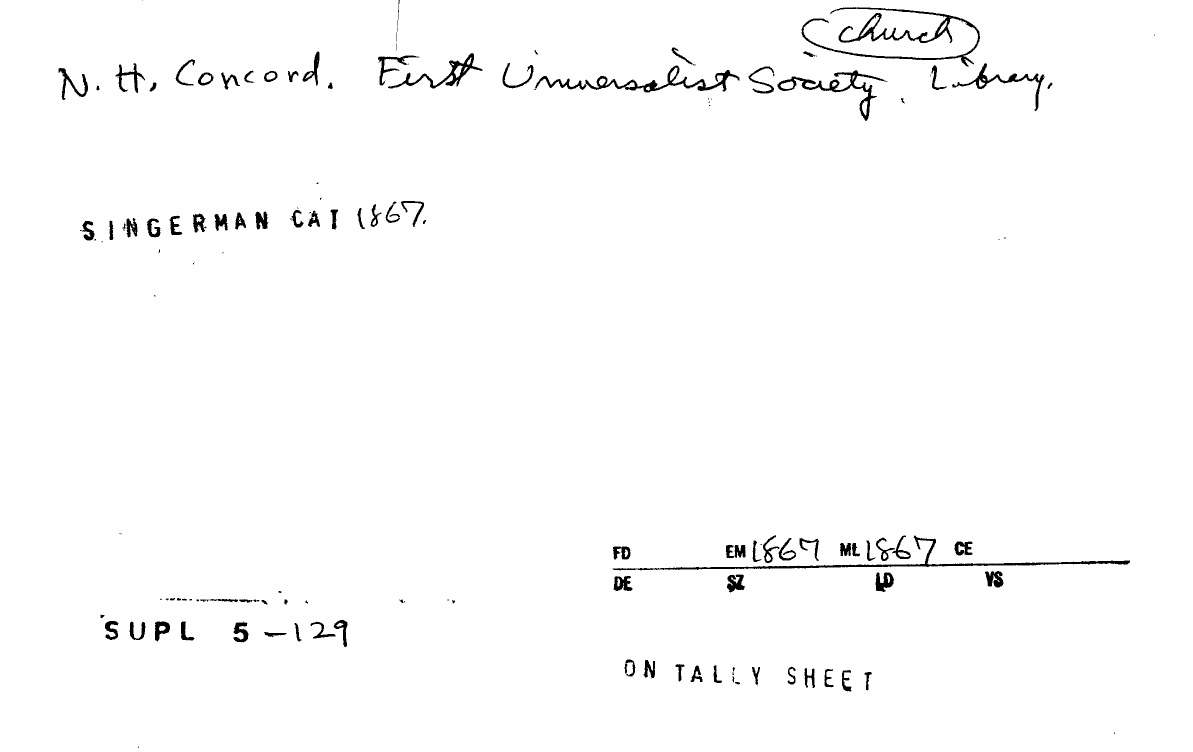 church
N. H. Concord. First Universalist Society. Library.
SINGERMAN CAT 1867.
FD EM 1867 ML 1867 CE
DE SZ LD VS
SUPL 5 -129
ON TALLY SHEET